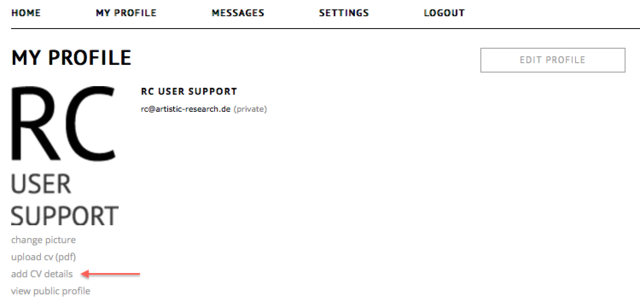 HOME MY PROFILE MESSAGES SETTINGS LOGOUT
MY PROFILE
EDIT PROFILE
RC
USER
SUPPORT
RC USER SUPPORT
rc@artistic-research.de (private)
change picture
upload cv (pdf)
add CV details
view public profile